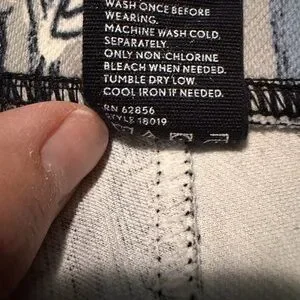 WASH ONCE BEFORE
WEARING.
MACHINE WASH COLD,
SEPARATELY.
ONLY NON-CHLORINE
BLEACH WHEN NEEDED.
TUMBLE DRY LOW.
COOL IRON IF NEEDED.
RN 62856
STYLE 18019